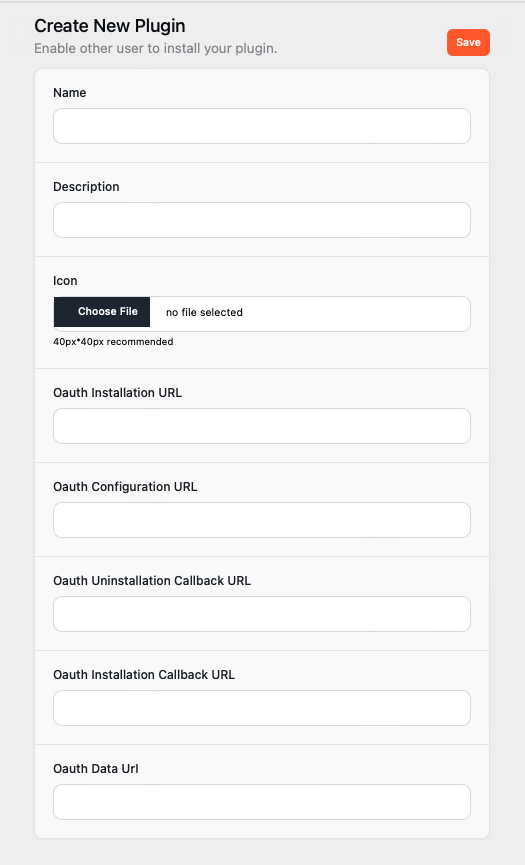 Create New Plugin
Enable other user to install your plugin.
Save
Name
Description
Icon
Choose File no file selected
40px*40px recommended
Oauth Installation URL
Oauth Configuration URL
Oauth Uninstallation Callback URL
Oauth Installation Callback URL
Oauth Data Url